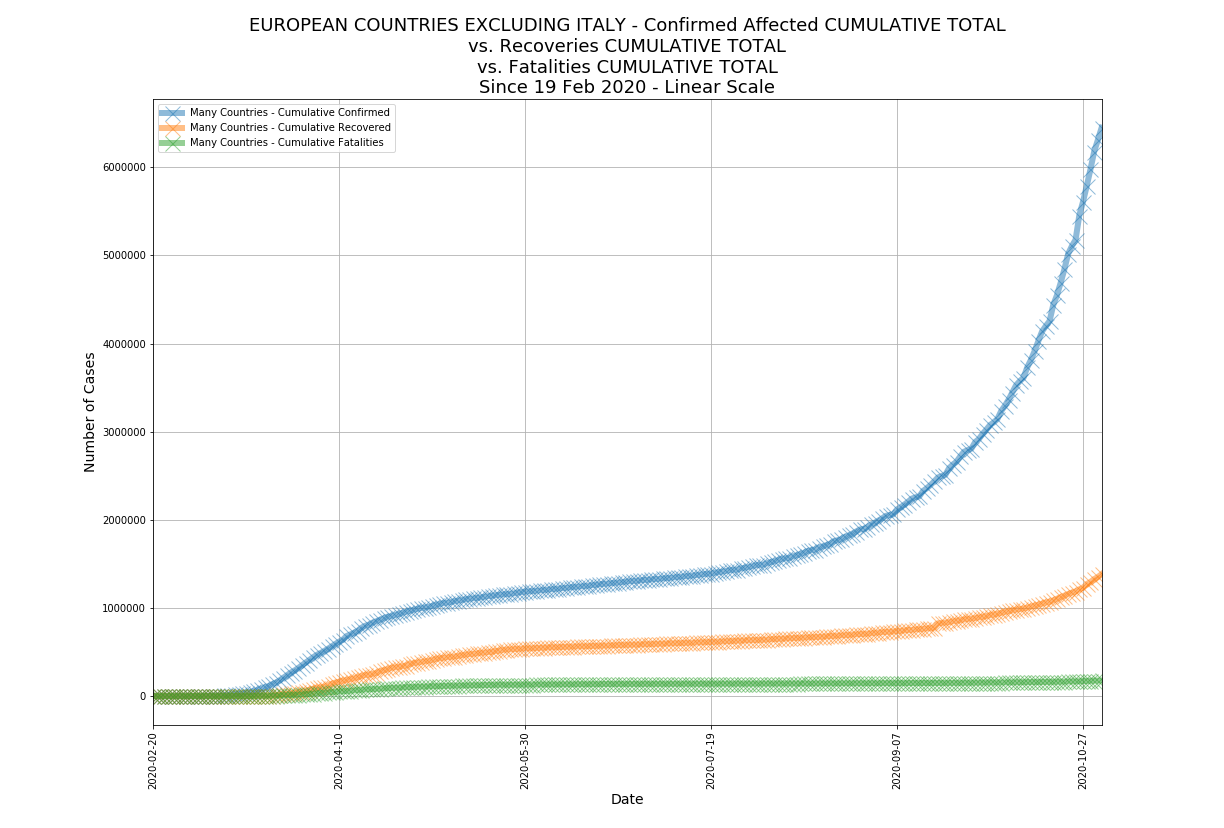 EUROPEAN COUNTRIES EXCLUDING ITALY - Confirmed Affected CUMULATIVE TOTAL
vs. Recoveries CUMULATIVE TOTAL
vs. Fatalities CUMULATIVE TOTAL
Since 19 Feb 2020 - Linear Scale
Many Countries - Cumulative Confirmed
Many Countries - Cumulative Recovered
Many Countries - Cumulative Fatalities
6000000
5000000
4000000
3000000
2000000
1000000
0
Number of Cases
2020-02-20
2020-04-10
2020-05-30
2020-07-19
2020-09-07
2020-10-27
Date